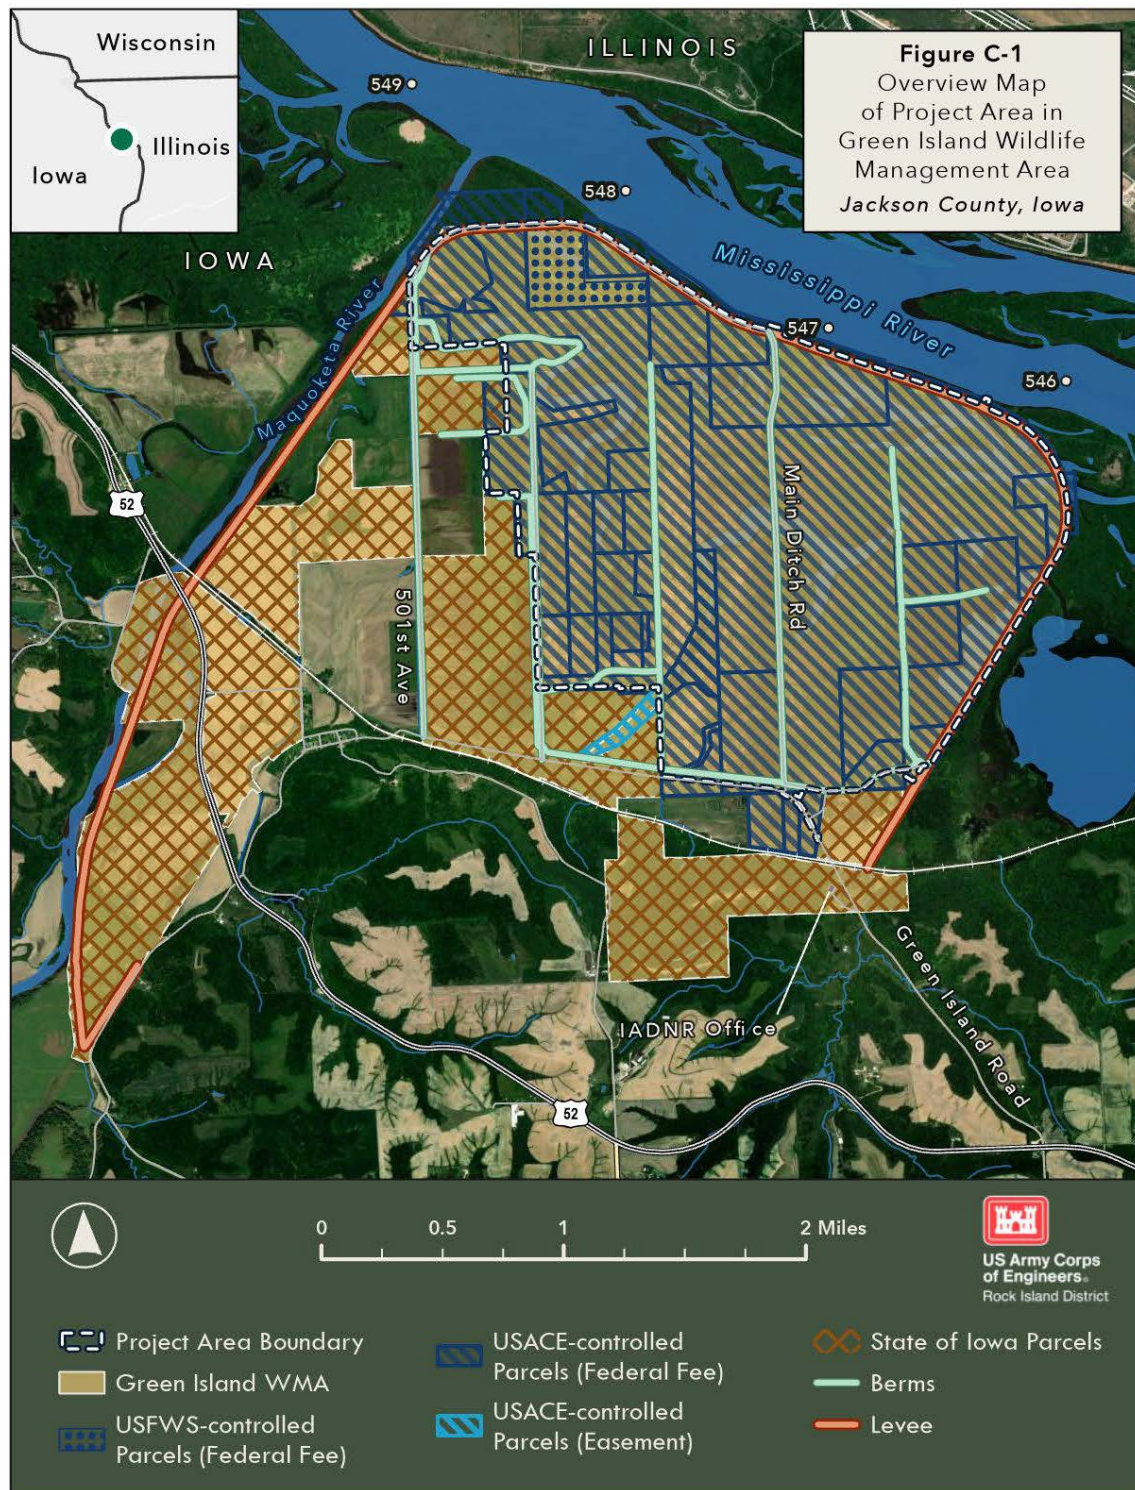 Wisconsin
Illinois
Iowa
ILLINOIS
Figure C-1
Overview Map
of Project Area in
Green Island Wildlife
Management Area
Jackson County, Iowa
549
548
IOWA
Mississippi River
547
546
Maquoketa River
52
Main Ditch Rd
501st Ave
Green Island Road
IADNR Office
52
0 0.5 1 2 Miles
US Army Corps
of Engineers®
Rock Island District
Project Area Boundary
Green Island WMA
USFWS-controlled
Parcels (Federal Fee)
USACE-controlled
Parcels (Federal Fee)
USACE-controlled
Parcels (Easement)
State of Iowa Parcels
Berms
Levee